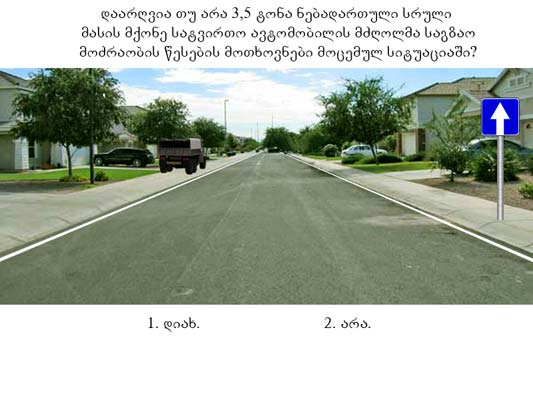 დაარღვია თუ არა 3,5 ტონა ნებადართული სრული
მასის მქონე სატვირთო ავტომობილის მძღოლმა საგზაო
მოძრაობის წესების მოთხოვნები მოცემულ სიტუაციაში?
1. დიახ. 2. არა.